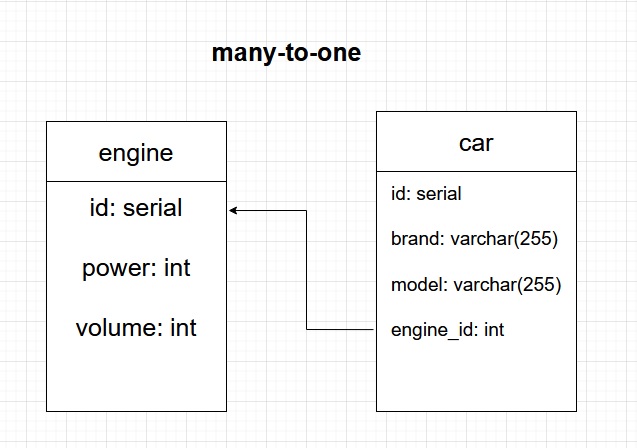 many-to-one
engine
id: serial
power: int
volume: int
car
id: serial
brand: varchar(255)
model: varchar(255)
engine_id: int